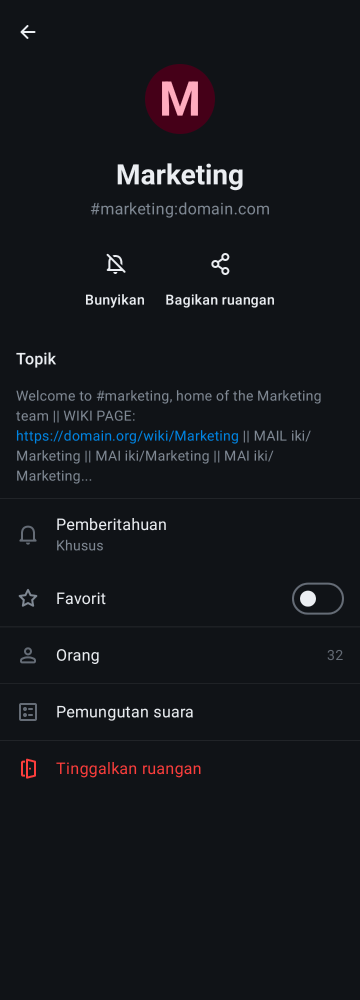 M
Marketing
#marketing:domain.com
Bunyikan
Bagikan ruangan
Topik
Welcome to #marketing, home of the Marketing
team || WIKI PAGE:
https://domain.org/wiki/Marketing || MAIL iki/
Marketing || MAI iki/Marketing || MAI iki/
Marketing...
Pemberitahuan
Khusus
Favorit
Orang
32
Pemungutan suara
Tinggalkan ruangan